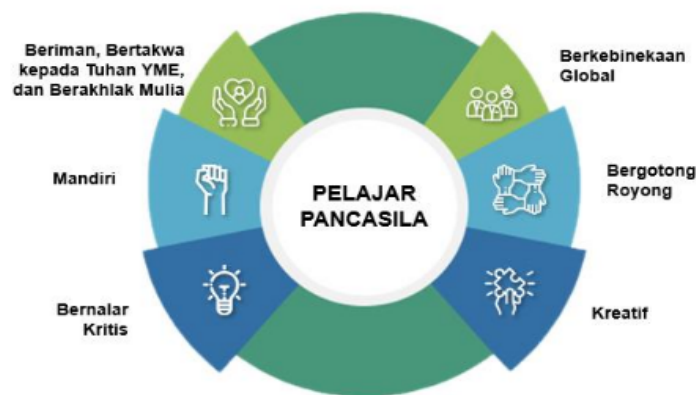 Beriman, Bertakwa
kepada Tuhan YME,
dan Berakhlak Mulia
Berkebinekaan
Global
Mandiri
PELAJAR
PANCASILA
Bergotong
Royong
Bernalar
Kritis
Kreatif